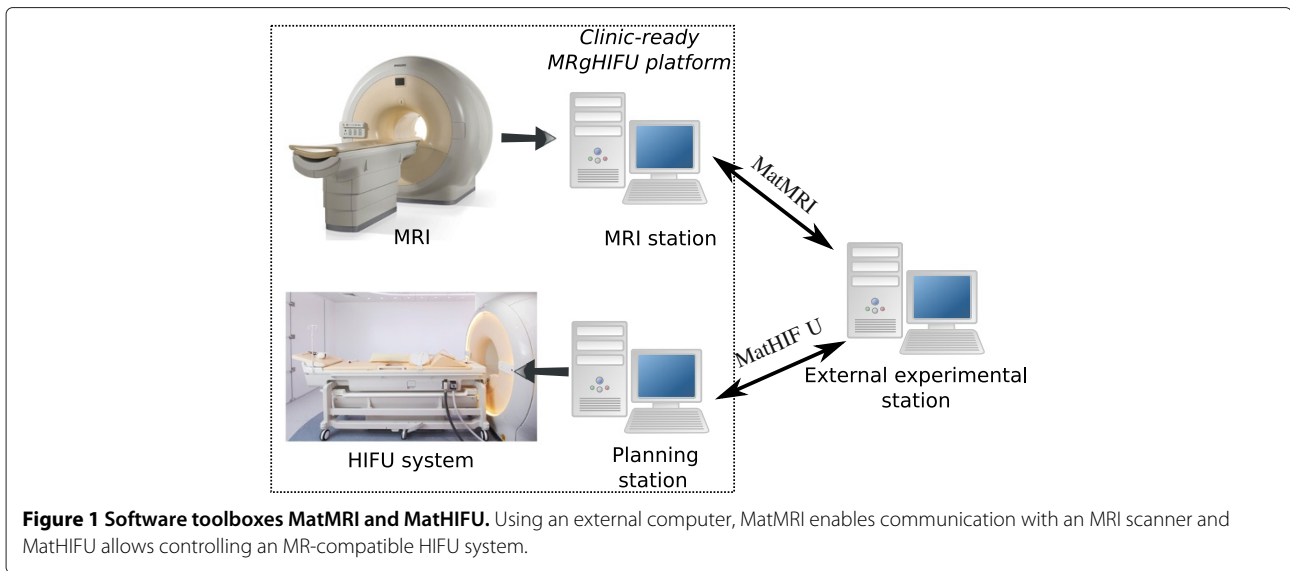 Clinic-ready
MRgHIFU platform
MRI
MRI station
MatMRI
MatHIF U
External experimental
station
HIFU system
Planning
station
Figure 1 Software toolboxes MatMRI and MatHIFU. Using an external computer, MatMRI enables communication with an MRI scanner and
MatHIFU allows controlling an MR-compatible HIFU system.